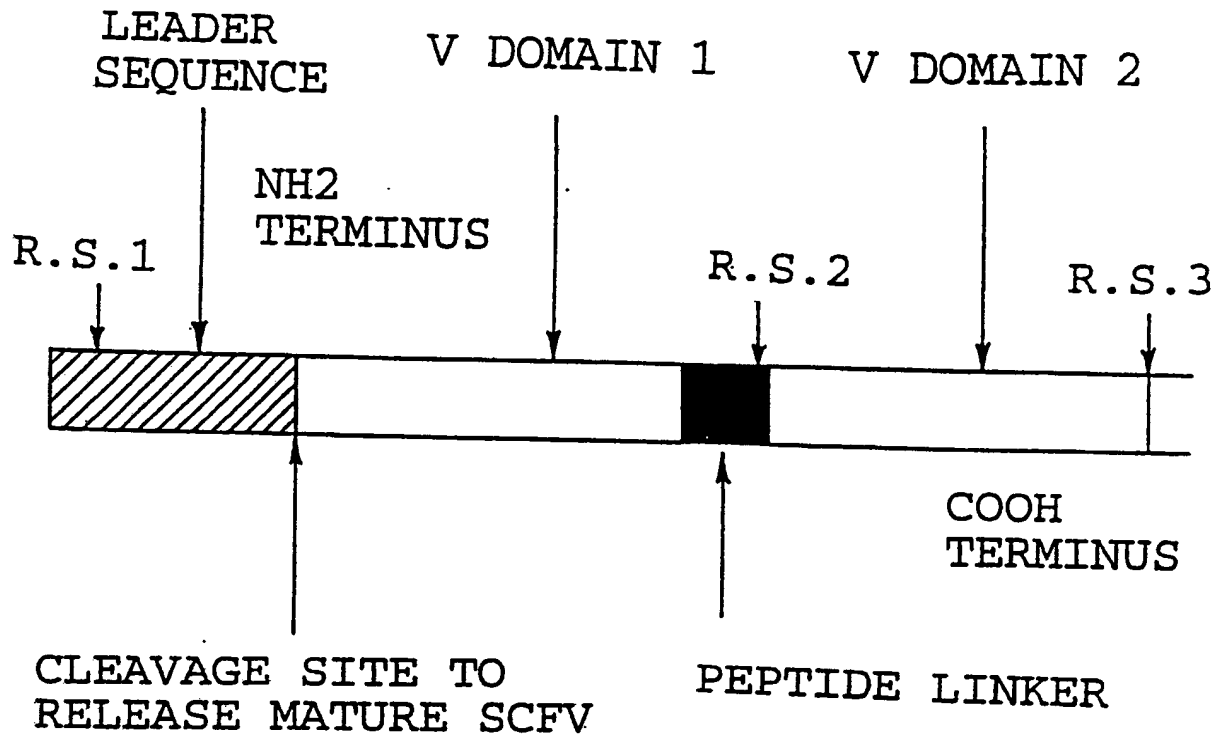 LEADER
SEQUENCE
V DOMAIN 1
V DOMAIN 2
NH2
TERMINUS
R.S.1
R.S.2
R.S.3
COOH
TERMINUS
CLEAVAGE SITE TO
RELEASE MATURE SCFV
PEPTIDE LINKER